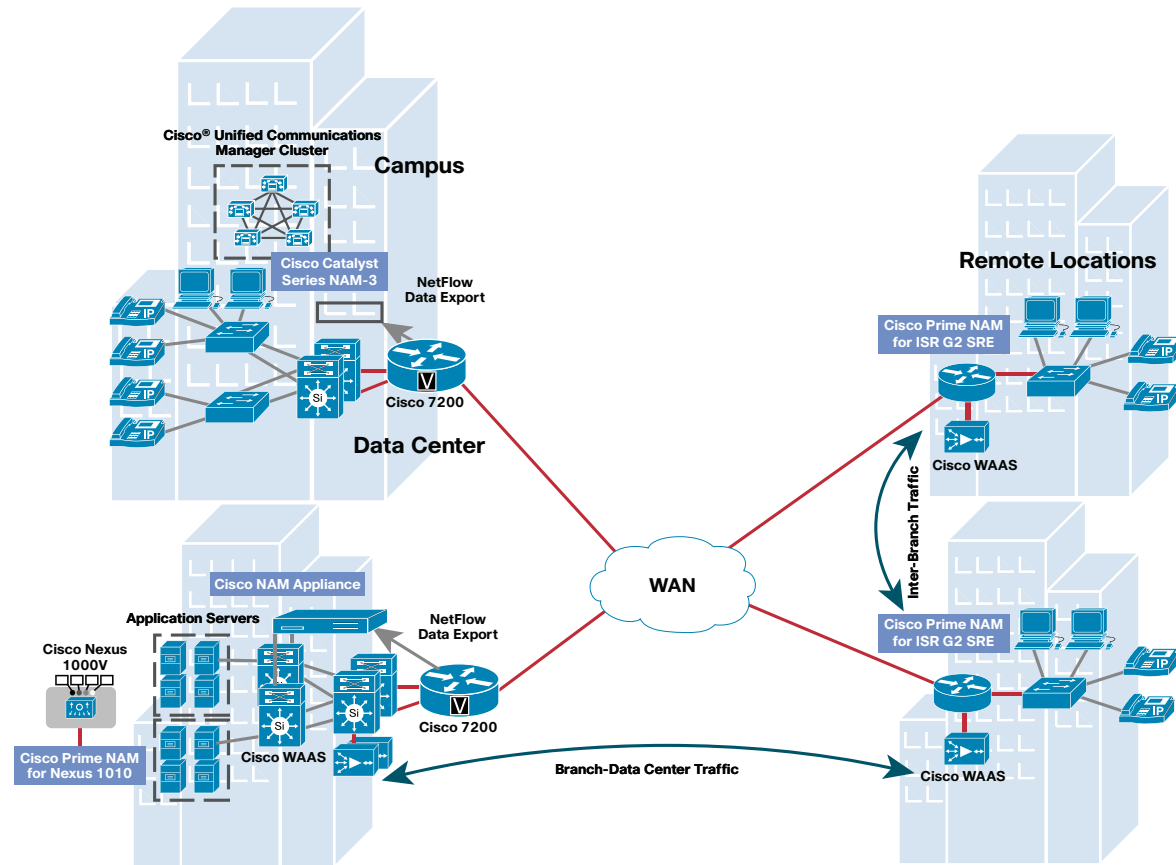 Cisco® Unified Communications
Manager Cluster
Campus
Cisco Catalyst
Series NAM-3
NetFlow
Data Export
IP
IP
IP
IP
Si
V
Cisco 7200
Data Center
Remote Locations
Cisco Prime NAM
for ISR G2 SRE
IP
IP
Cisco WAAS
Inter-Branch Traffic
WAN
Cisco NAM Appliance
Application Servers
NetFlow
Data Export
Cisco Nexus
1000V
Si
Si
V
Cisco 7200
Cisco WAAS
Cisco Prime NAM
for Nexus 1010
Branch-Data Center Traffic
Cisco Prime NAM
for ISR G2 SRE
IP
IP
Cisco WAAS